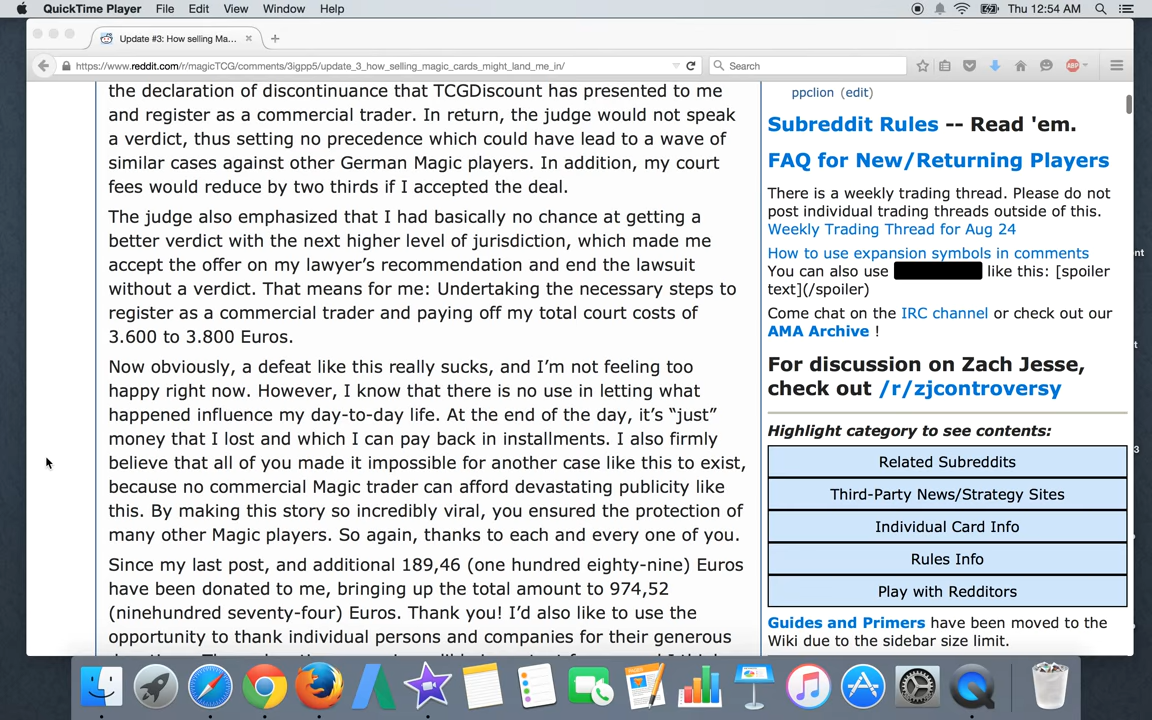 QuickTime Player File Edit View Window Help Thu 12:54 AM
Update #3: How selling Ma...
https://www.reddit.com/r/magicTCG/comments/3igpp5/update_3_how_selling_magic_cards_might_land_me_in/ Search ABP
the declaration of discontinuance that TCGDiscount has presented to me
and register as a commercial trader. In return, the judge would not speak
a verdict, thus setting no precedence which could have lead to a wave of
similar cases against other German Magic players. In addition, my court
fees would reduce by two thirds if I accepted the deal.
The judge also emphasized that I had basically no chance at getting a
better verdict with the next higher level of jurisdiction, which made me
accept the offer on my lawyer’s recommendation and end the lawsuit
without a verdict. That means for me: Undertaking the necessary steps to
register as a commercial trader and paying off my total court costs of
3.600 to 3.800 Euros.
Now obviously, a defeat like this really sucks, and I’m not feeling too
happy right now. However, I know that there is no use in letting what
happened influence my day-to-day life. At the end of the day, it’s “just”
money that I lost and which I can pay back in installments. I also firmly
believe that all of you made it impossible for another case like this to exist,
because no commercial Magic trader can afford devastating publicity like
this. By making this story so incredibly viral, you ensured the protection of
many other Magic players. So again, thanks to each and every one of you.
Since my last post, and additional 189,46 (one hundred eighty-nine) Euros
have been donated to me, bringing up the total amount to 974,52
(ninehundred seventy-four) Euros. Thank you! I’d also like to use the
opportunity to thank individual persons and companies for their generous
ppclion (edit)
Subreddit Rules -- Read 'em.
FAQ for New/Returning Players
There is a weekly trading thread. Please do not
post individual trading threads outside of this.
Weekly Trading Thread for Aug 24
How to use expansion symbols in comments
You can also use like this: [spoiler
text](/spoiler)
Come chat on the IRC channel or check out our
AMA Archive !
For discussion on Zach Jesse,
check out /r/zjcontroversy
Highlight category to see contents:
Related Subreddits
Third-Party News/Strategy Sites
Individual Card Info
Rules Info
Play with Redditors
Guides and Primers have been moved to the
Wiki due to the sidebar size limit.
nt
t
3